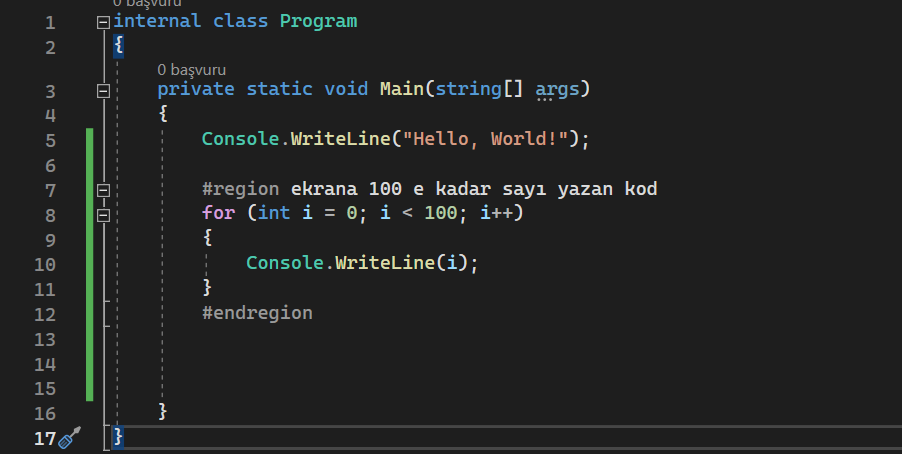 0 başvuru
1 internal class Program
2 {
0 başvuru
3 private static void Main(string[] args)
4 {
5 Console.WriteLine("Hello, World!");
6
7 #region ekrana 100 e kadar sayı yazan kod
8 for (int i = 0; i < 100; i++)
9 {
10 Console.WriteLine(i);
11 }
12 #endregion
13
14
15
16 }
17 }